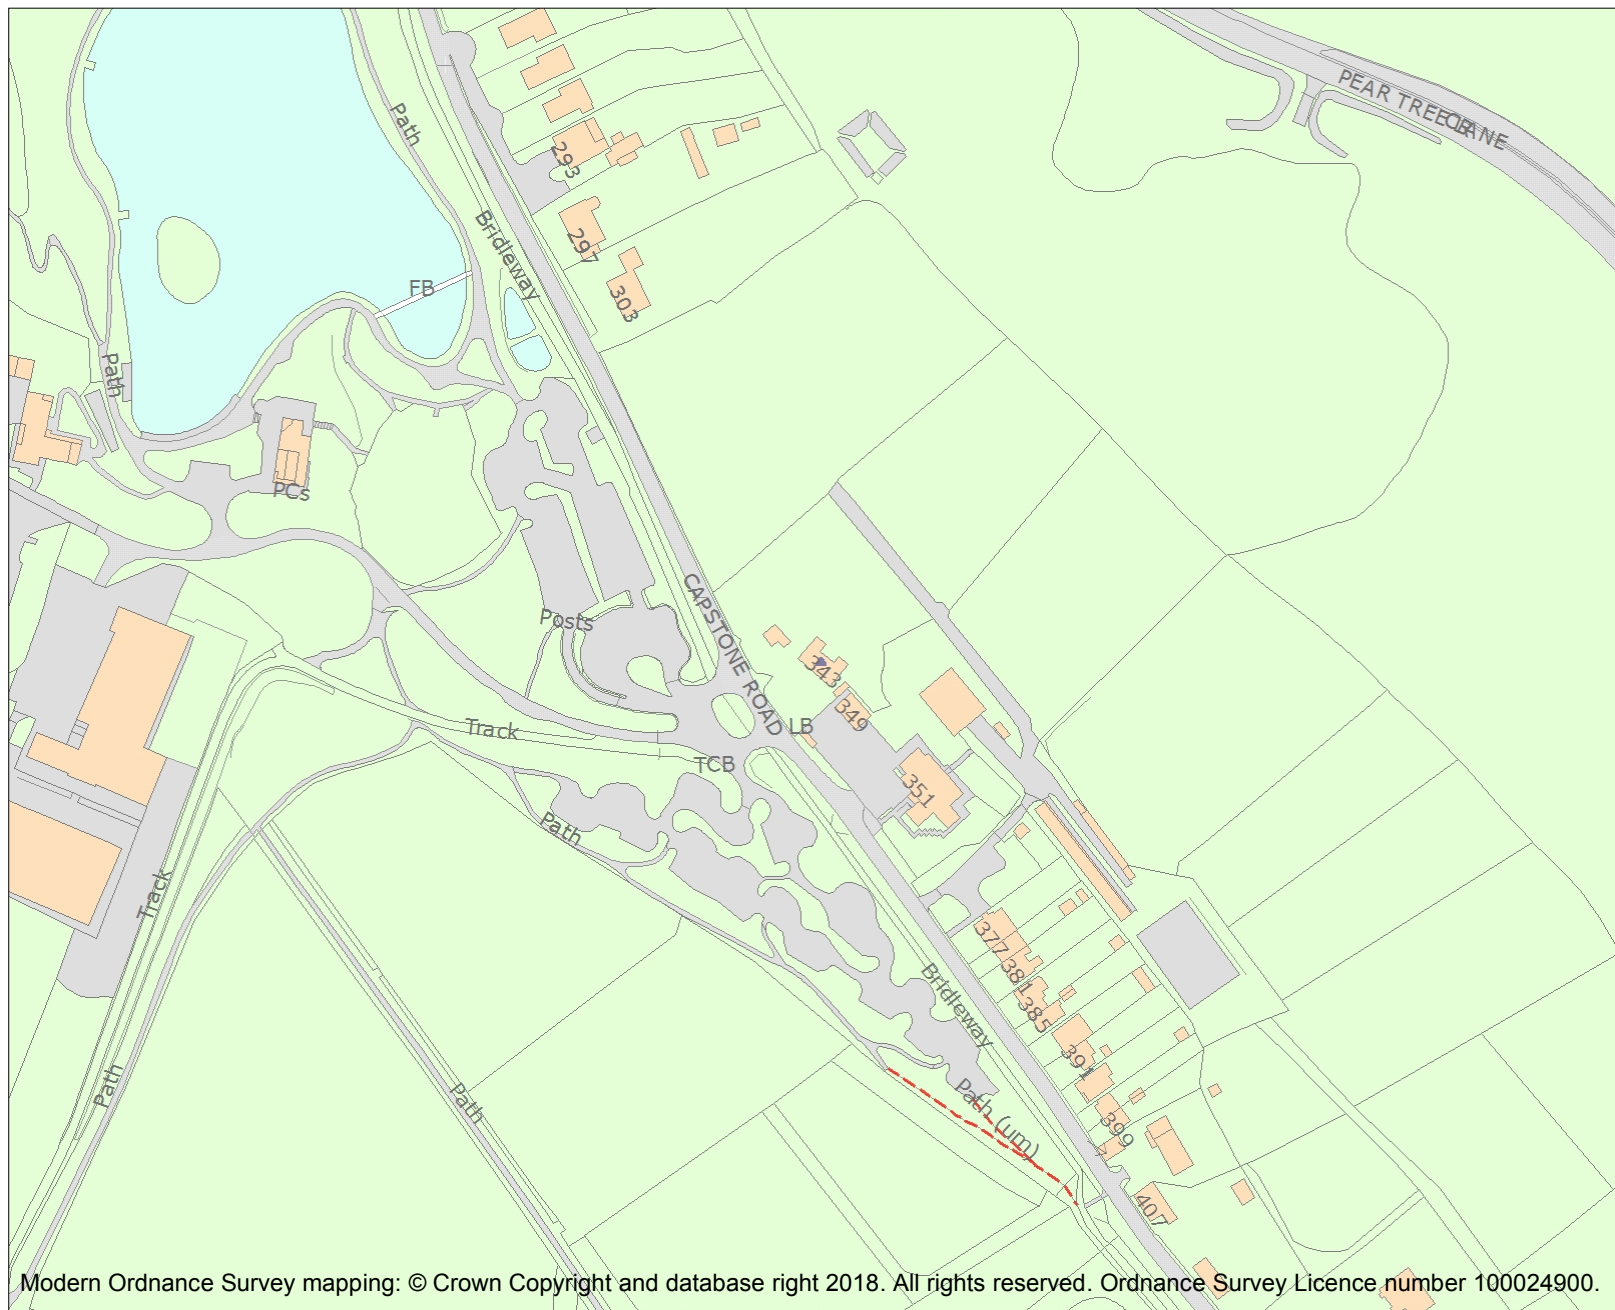 PEAR TREE LANE
Path
293
Bridleway
297
FB
303
Path
PCs
CAPSTONE ROAD
Posts
343
349
LB
Track
TCB
351
Path
Track
377
381
385
Bridleway
391
Path
Path
Path (um)
399
407
Modern Ordnance Survey mapping: © Crown Copyright and database right 2018. All rights reserved. Ordnance Survey Licence number 100024900.